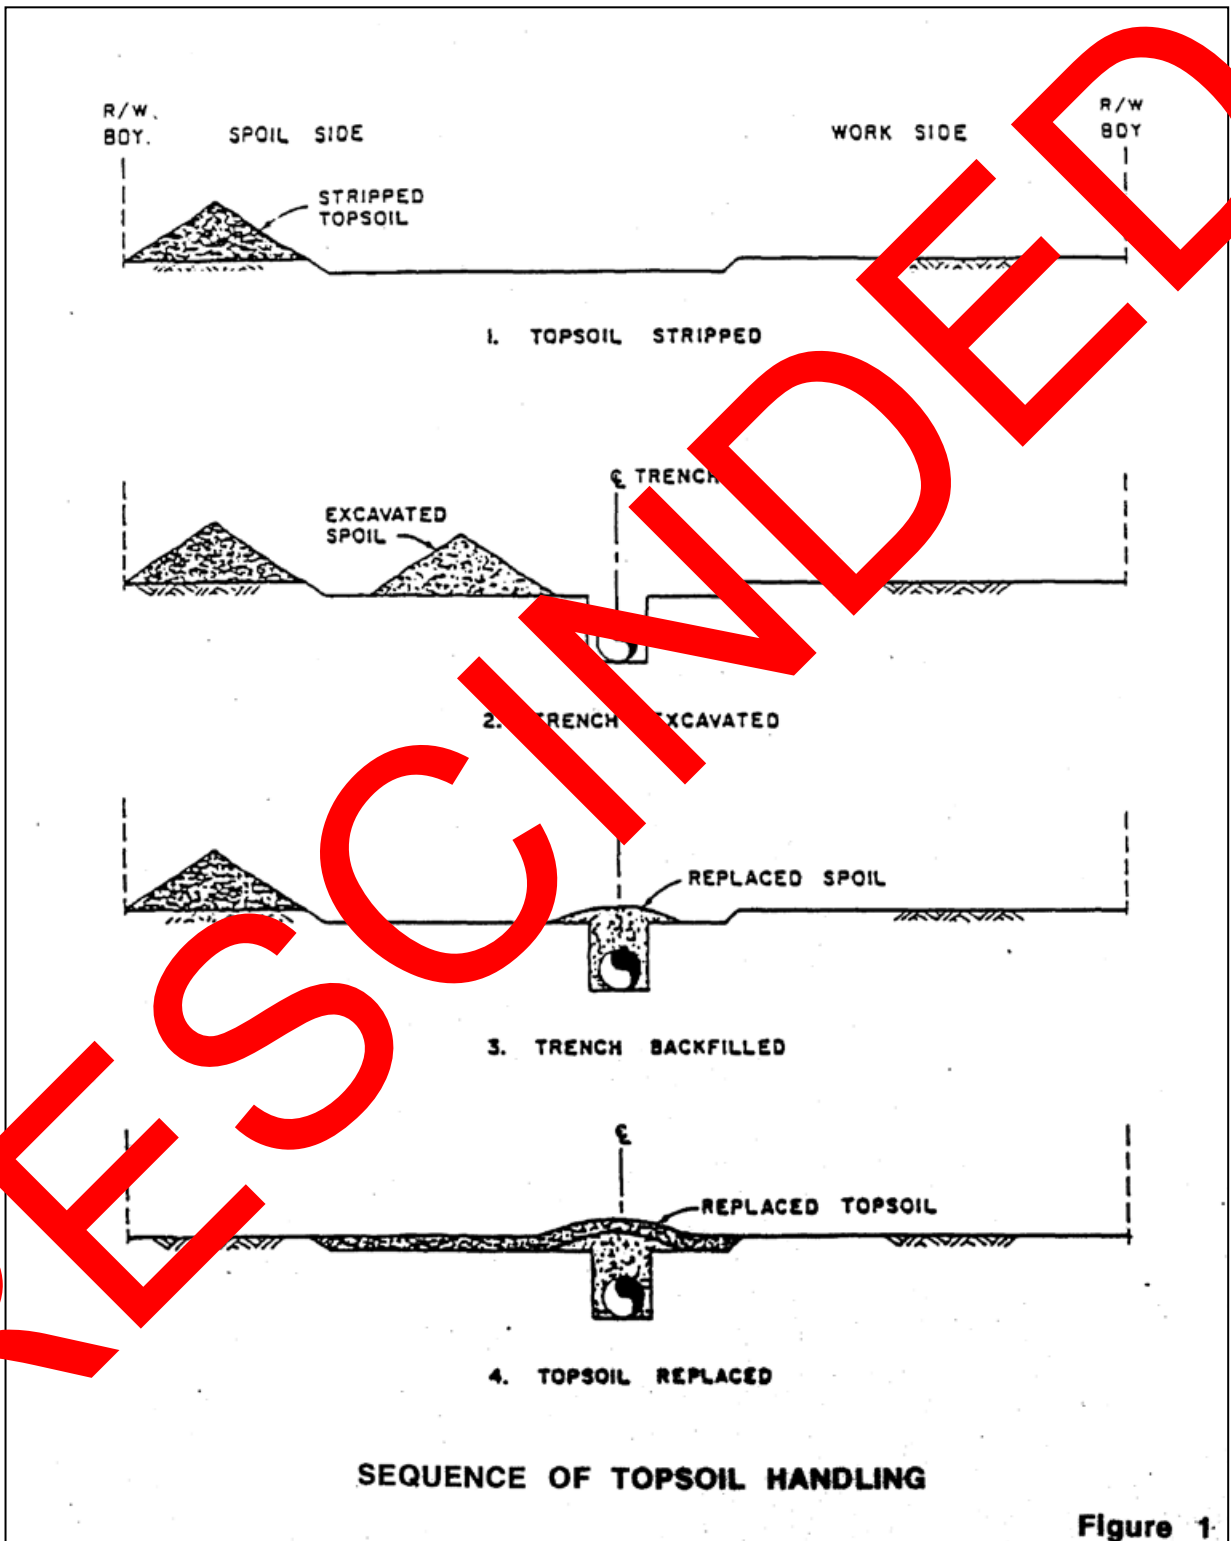 R/W.
BDY.
SPOIL SIDE
WORK SIDE
R/W
BDY
STRIPPED
TOPSOIL
1. TOPSOIL STRIPPED
℄ TRENCH
EXCAVATED
SPOIL
2. TRENCH EXCAVATED
REPLACED SPOIL
3. TRENCH BACKFILLED
℄
REPLACED TOPSOIL
4. TOPSOIL REPLACED
SEQUENCE OF TOPSOIL HANDLING
Figure 1
RESCINDED